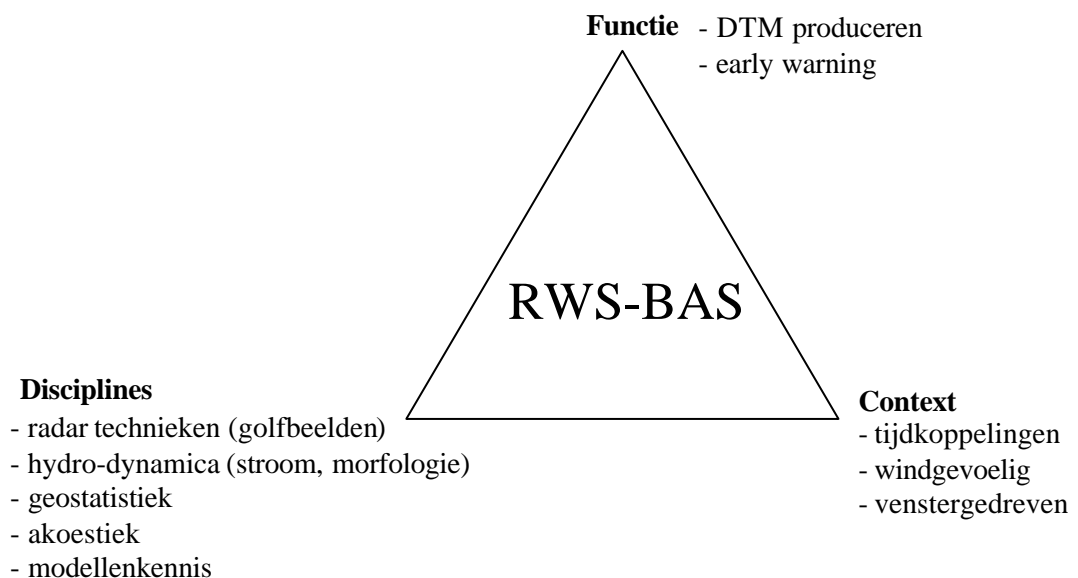 Functie
- DTM produceren
- early warning
RWS-BAS
Disciplines
- radar technieken (golfbeelden)
- hydro-dynamica (stroom, morfologie)
- geostatistiek
- akoestiek
- modellenkennis
Context
- tijdkoppelingen
- windgevoelig
- venstergedreven